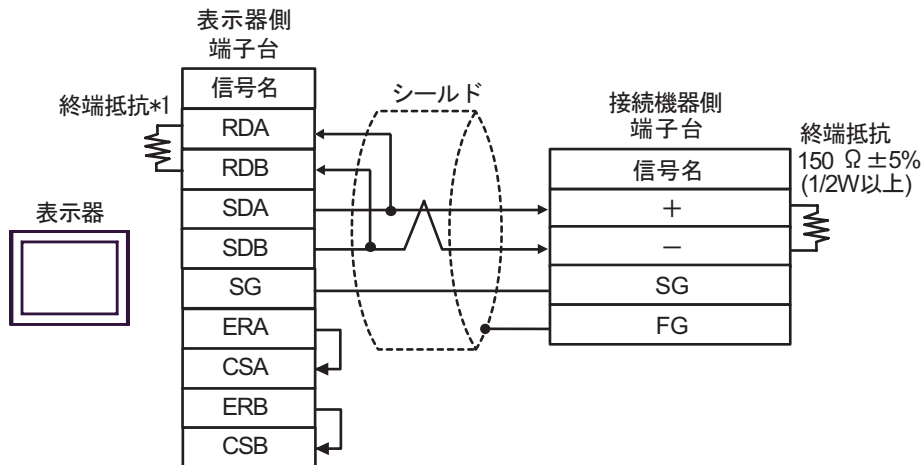 表示器側
端子台
信号名
終端抵抗*1
RDA
RDB
SDA
SDB
SG
ERA
CSA
ERB
CSB
表示器
シールド
接続機器側
端子台
信号名
+
-
SG
FG
終端抵抗
150 Ω ±5%
(1/2W以上)